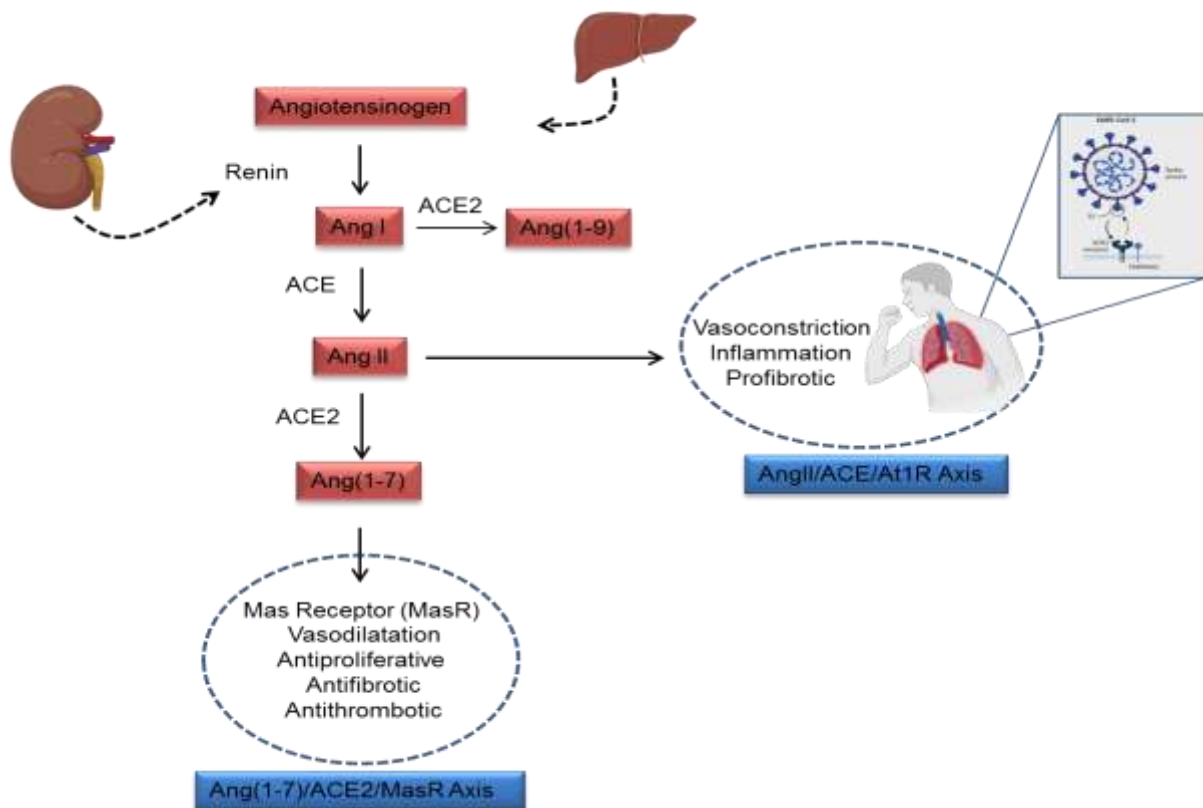 Angiotensinogen
Renin
Ang I
ACE2
Ang(1-9)
ACE
Ang II
Vasoconstriction
Inflammation
Profibrotic
ACE2
AngII/ACE/At1R Axis
Ang(1-7)
Mas Receptor (MasR)
Vasodilatation
Antiproliferative
Antifibrotic
Antithrombotic
Ang(1-7)/ACE2/MasR Axis